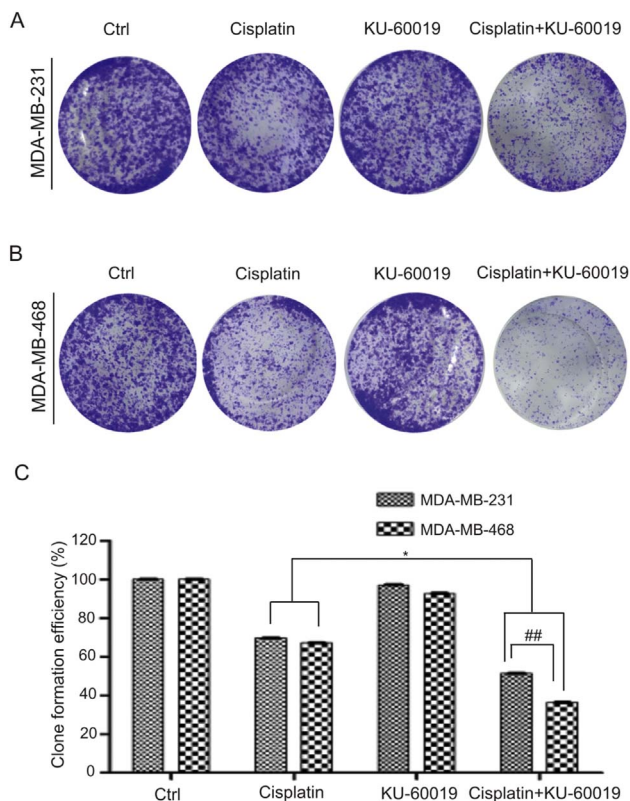 A
Ctrl Cisplatin KU-60019 Cisplatin+KU-60019
MDA-MB-231
B
Ctrl Cisplatin KU-60019 Cisplatin+KU-60019
MDA-MB-468
C
MDA-MB-231
MDA-MB-468
Clone formation efficiency (%)
120
100
80
60
40
20
0
*
##
Ctrl Cisplatin KU-60019 Cisplatin+KU-60019